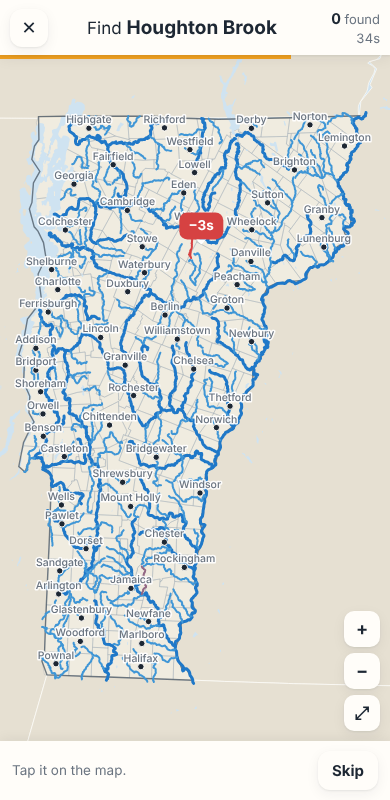 ✕
Find Houghton Brook
0 found
34s
Highgate
Richford
Derby
Norton
Lemington
Westfield
Fairfield
Lowell
Brighton
Georgia
Eden
Sutton
Cambridge
Granby
Colchester
Wheelock
−3s
Stowe
Lunenburg
Danville
Shelburne
Waterbury
Charlotte
Duxbury
Peacham
Ferrisburgh
Berlin
Groton
Lincoln
Williamstown
Newbury
Addison
Bridport
Granville
Chelsea
Shoreham
Rochester
Orwell
Thetford
Chittenden
Norwich
Benson
Castleton
Bridgewater
Shrewsbury
Windsor
Wells
Mount Holly
Pawlet
Dorset
Chester
Sandgate
Rockingham
Arlington
Jamaica
Glastenbury
Newfane
Woodford
Marlboro
Pownal
Halifax
+
−
Tap it on the map.
Skip